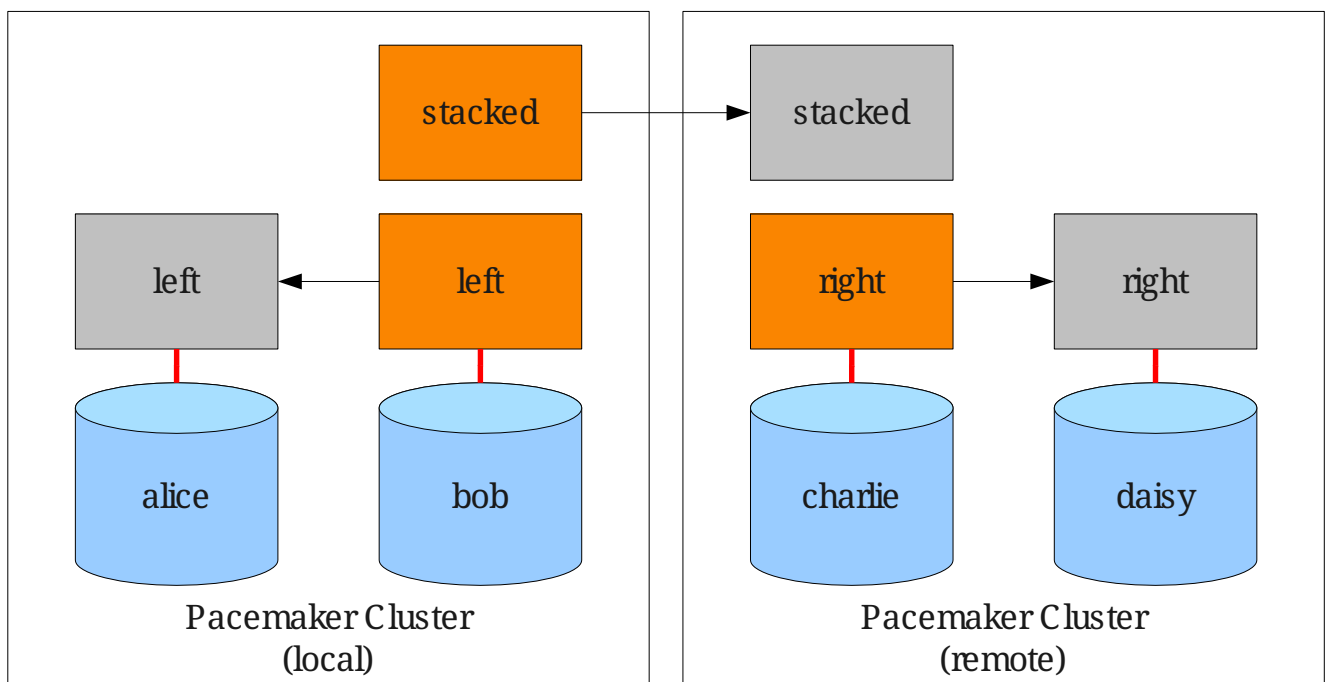 stacked
stacked
left
left
right
right
alice
bob
charlie
daisy
Pacemaker Cluster
(local)
Pacemaker Cluster
(remote)